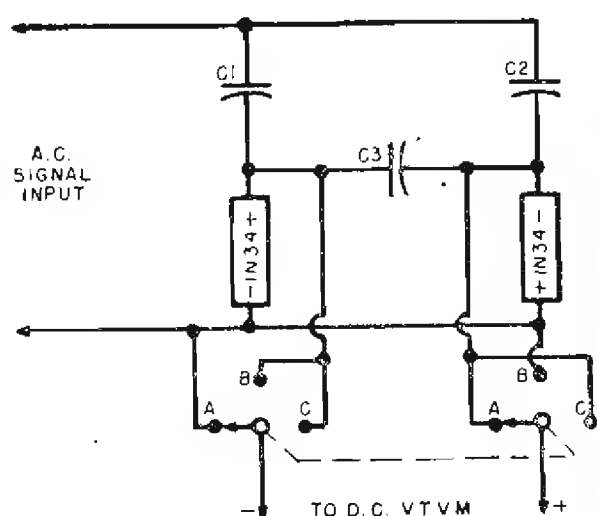 C1
C2
A.C.
SIGNAL
INPUT
C3
- 1N34 +
+ 1N34 -
B
B
A
C
A
C
- TO D.C. VTVM +